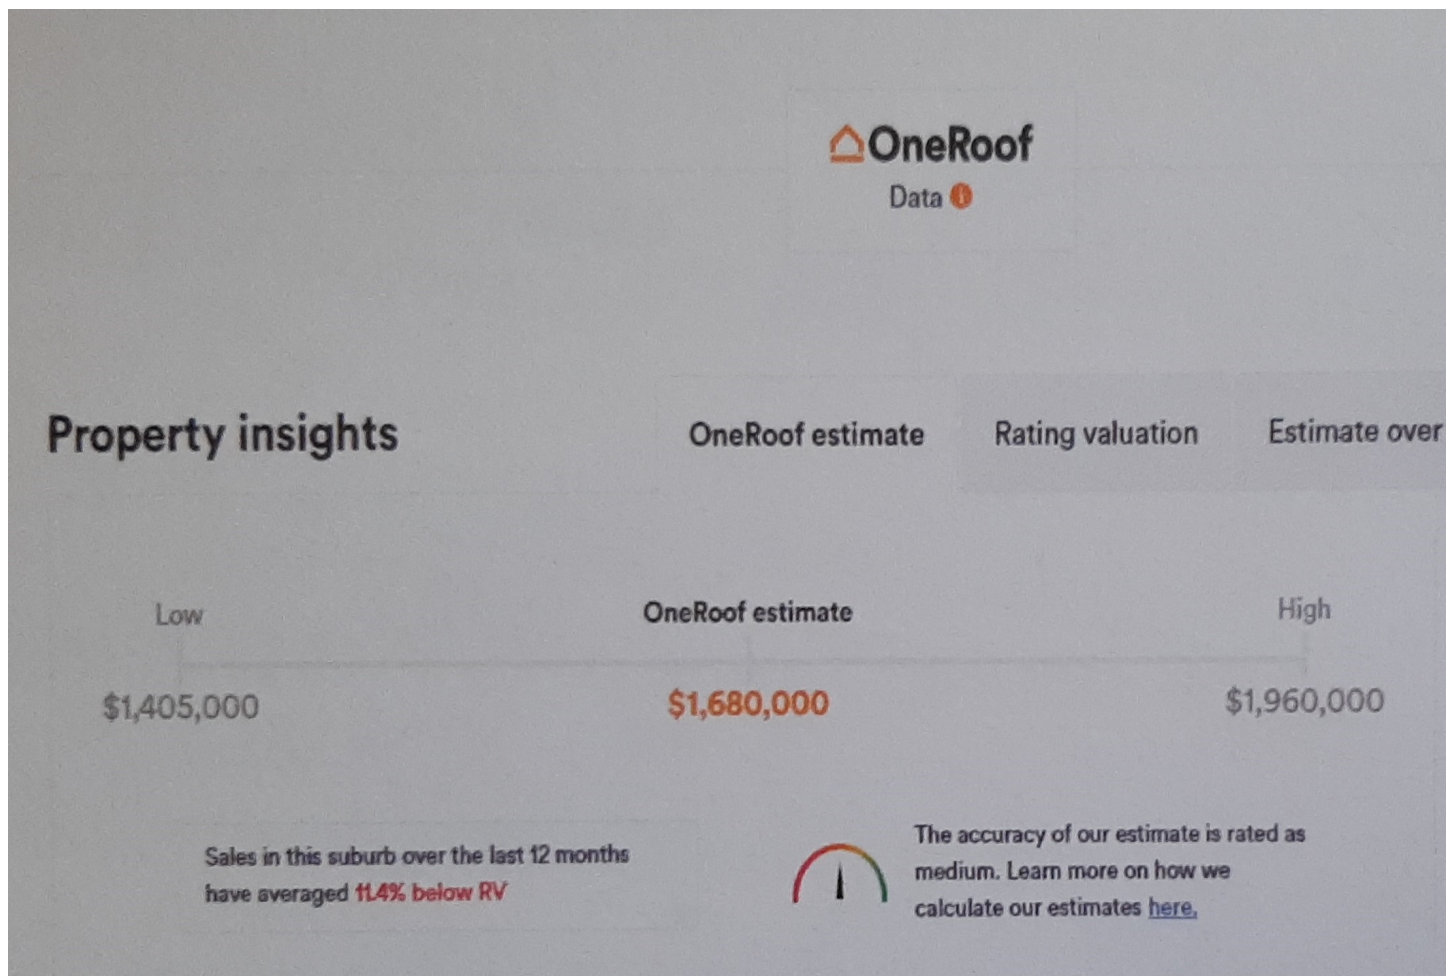 OneRoof
Data
Property insights
OneRoof estimate
Rating valuation
Estimate over
Low
OneRoof estimate
High
$1,405,000
$1,680,000
$1,960,000
Sales in this suburb over the last 12 months
have averaged 11.4% below RV
The accuracy of our estimate is rated as
medium. Learn more on how we
calculate our estimates here.